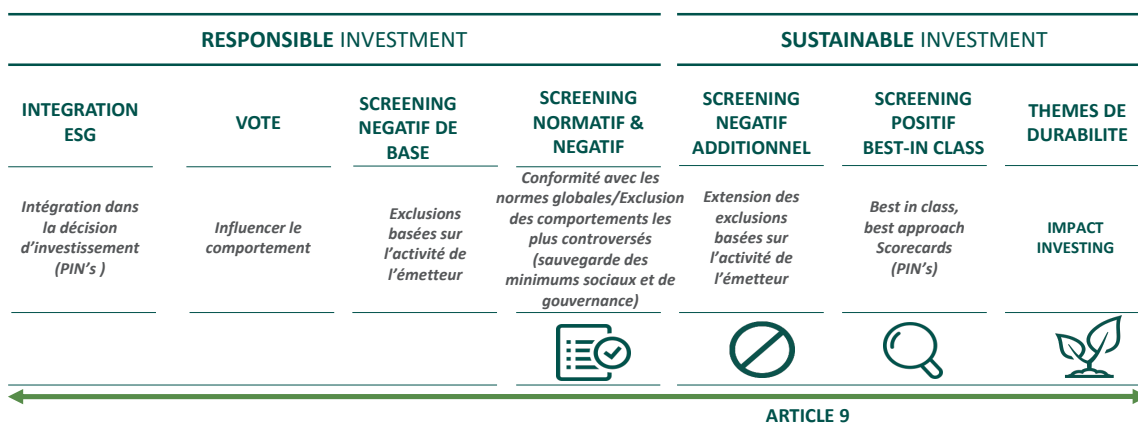 RESPONSIBLE INVESTMENT
SUSTAINABLE INVESTMENT
INTEGRATION
ESG
VOTE
SCREENING
NEGATIF DE
BASE
SCREENING
NORMATIF &
NEGATIF
SCREENING
NEGATIF
ADDITIONNEL
SCREENING
POSITIF
BEST-IN CLASS
THEMES DE
DURABILITE
Intégration dans
la décision
d'investissement
(PIN's )
Influencer le
comportement
Exclusions
basées sur
l'activité de
l'émetteur
Conformité avec les
normes globales/Exclusion
des comportements les
plus controversés
(sauvegarde des
minimums sociaux et de
gouvernance)
Extension des
exclusions
basées sur
l'activité de
l'émetteur
Best in class,
best approach
Scorecards
(PIN's)
IMPACT
INVESTING
ARTICLE 9